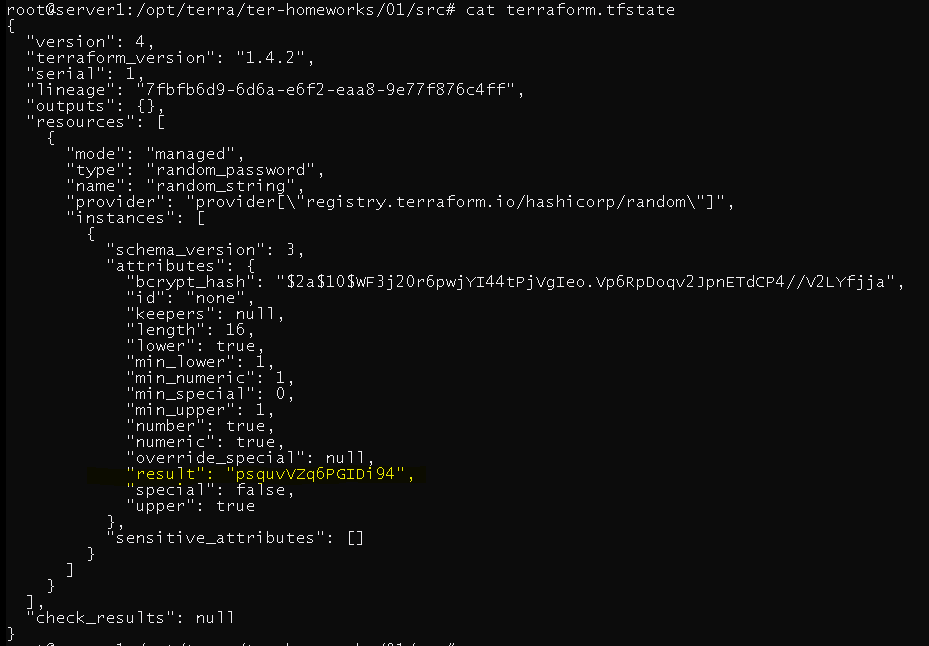 root@server1:/opt/terra/ter-homeworks/01/src# cat terraform.tfstate
{
  "version": 4,
  "terraform_version": "1.4.2",
  "serial": 1,
  "lineage": "7fbfb6d9-6d6a-e6f2-eaa8-9e77f876c4ff",
  "outputs": {},
  "resources": [
    {
      "mode": "managed",
      "type": "random_password",
      "name": "random_string",
      "provider": "provider[\"registry.terraform.io/hashicorp/random\"]",
      "instances": [
        {
          "schema_version": 3,
          "attributes": {
            "bcrypt_hash": "$2a$10$WF3j20r6pwjYI44tPjVgIeo.Vp6RpDoqv2JpnETdCP4//V2LYfjja",
            "id": "none",
            "keepers": null,
            "length": 16,
            "lower": true,
            "min_lower": 1,
            "min_numeric": 1,
            "min_special": 0,
            "min_upper": 1,
            "number": true,
            "numeric": true,
            "override_special": null,
            "result": "psquvVZq6PGIDi94",
            "special": false,
            "upper": true
          },
          "sensitive_attributes": []
        }
      ]
    }
  ],
  "check_results": null
}